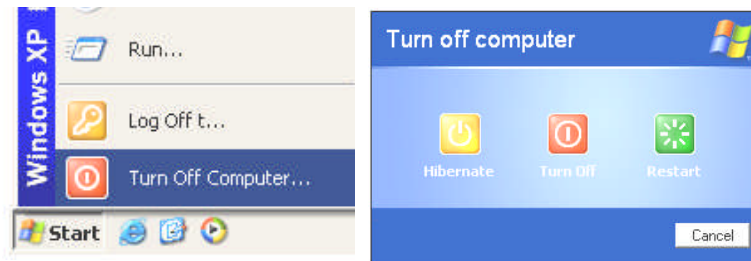 Windows XP
Run...
Log Off t...
Turn Off Computer...
Start
Turn off computer
Hibernate
Turn Off
Restart
Cancel